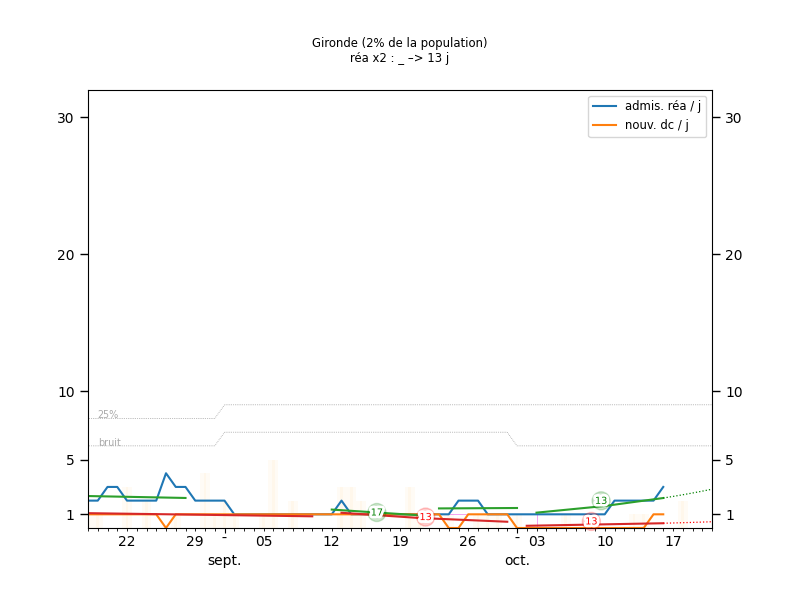 Gironde (2% de la population)
réa x2 : _ –> 13 j
admis. réa / j
nouv. dc / j
30 30
20 20
10 10
25%
bruit
5 5
1 1
17 13 13 13
22 29 - 05 12 19 26 - 03 10 17
sept. oct.